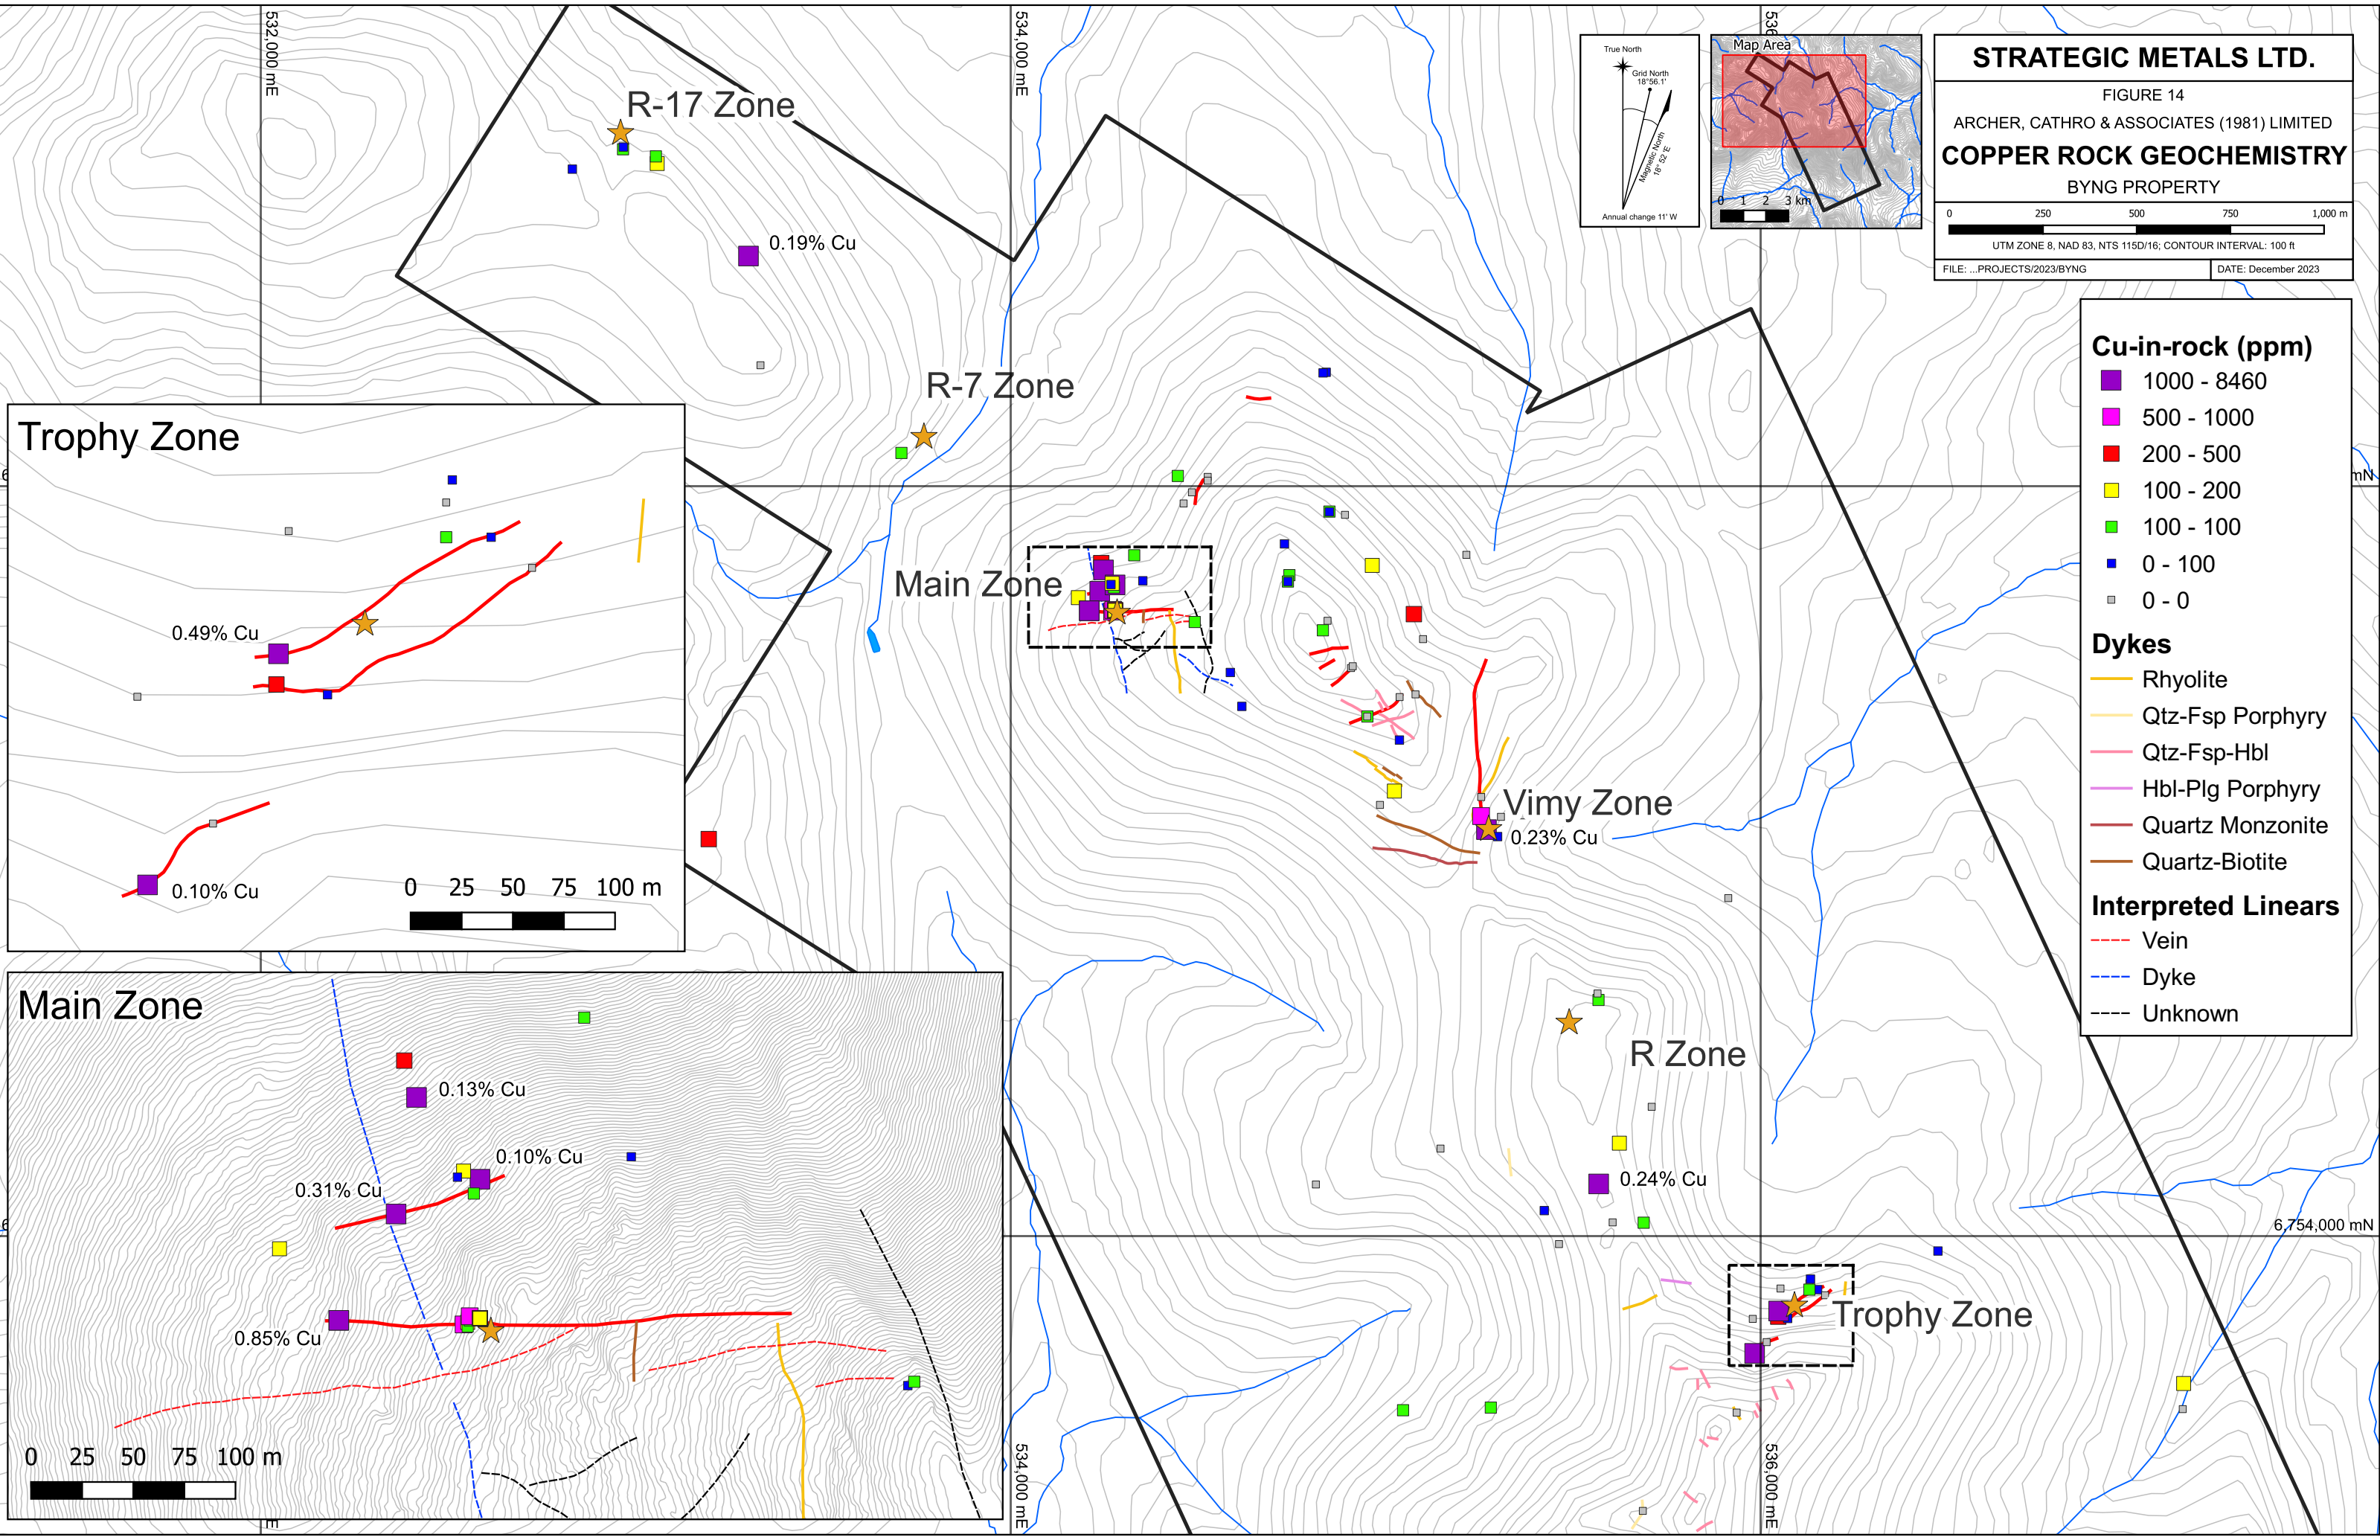 532,000 mE
534,000 mE
536
R-17 Zone
0.19% Cu
True North
Grid North
18°56.1'
Magnetic North
18° 52 'E
Annual change 11' W
Map Area
0 1 2 3 km
STRATEGIC METALS LTD.
FIGURE 14
ARCHER, CATHRO & ASSOCIATES (1981) LIMITED
COPPER ROCK GEOCHEMISTRY
BYNG PROPERTY
0 250 500 750 1,000 m
UTM ZONE 8, NAD 83, NTS 115D/16; CONTOUR INTERVAL: 100 ft
FILE: ...PROJECTS/2023/BYNG
DATE: December 2023
Cu-in-rock (ppm)
1000 - 8460
500 - 1000
200 - 500
100 - 200
100 - 100
0 - 100
0 - 0
Dykes
Rhyolite
Qtz-Fsp Porphyry
Qtz-Fsp-Hbl
Hbl-Plg Porphyry
Quartz Monzonite
Quartz-Biotite
Interpreted Linears
Vein
Dyke
Unknown
R-7 Zone
mN
Main Zone
Vimy Zone
0.23% Cu
R Zone
0.24% Cu
6,754,000 mN
Trophy Zone
534,000 mE
536,000 mE
Trophy Zone
0.49% Cu
0.10% Cu
0 25 50 75 100 m
Main Zone
0.13% Cu
0.10% Cu
0.31% Cu
0.85% Cu
0 25 50 75 100 m